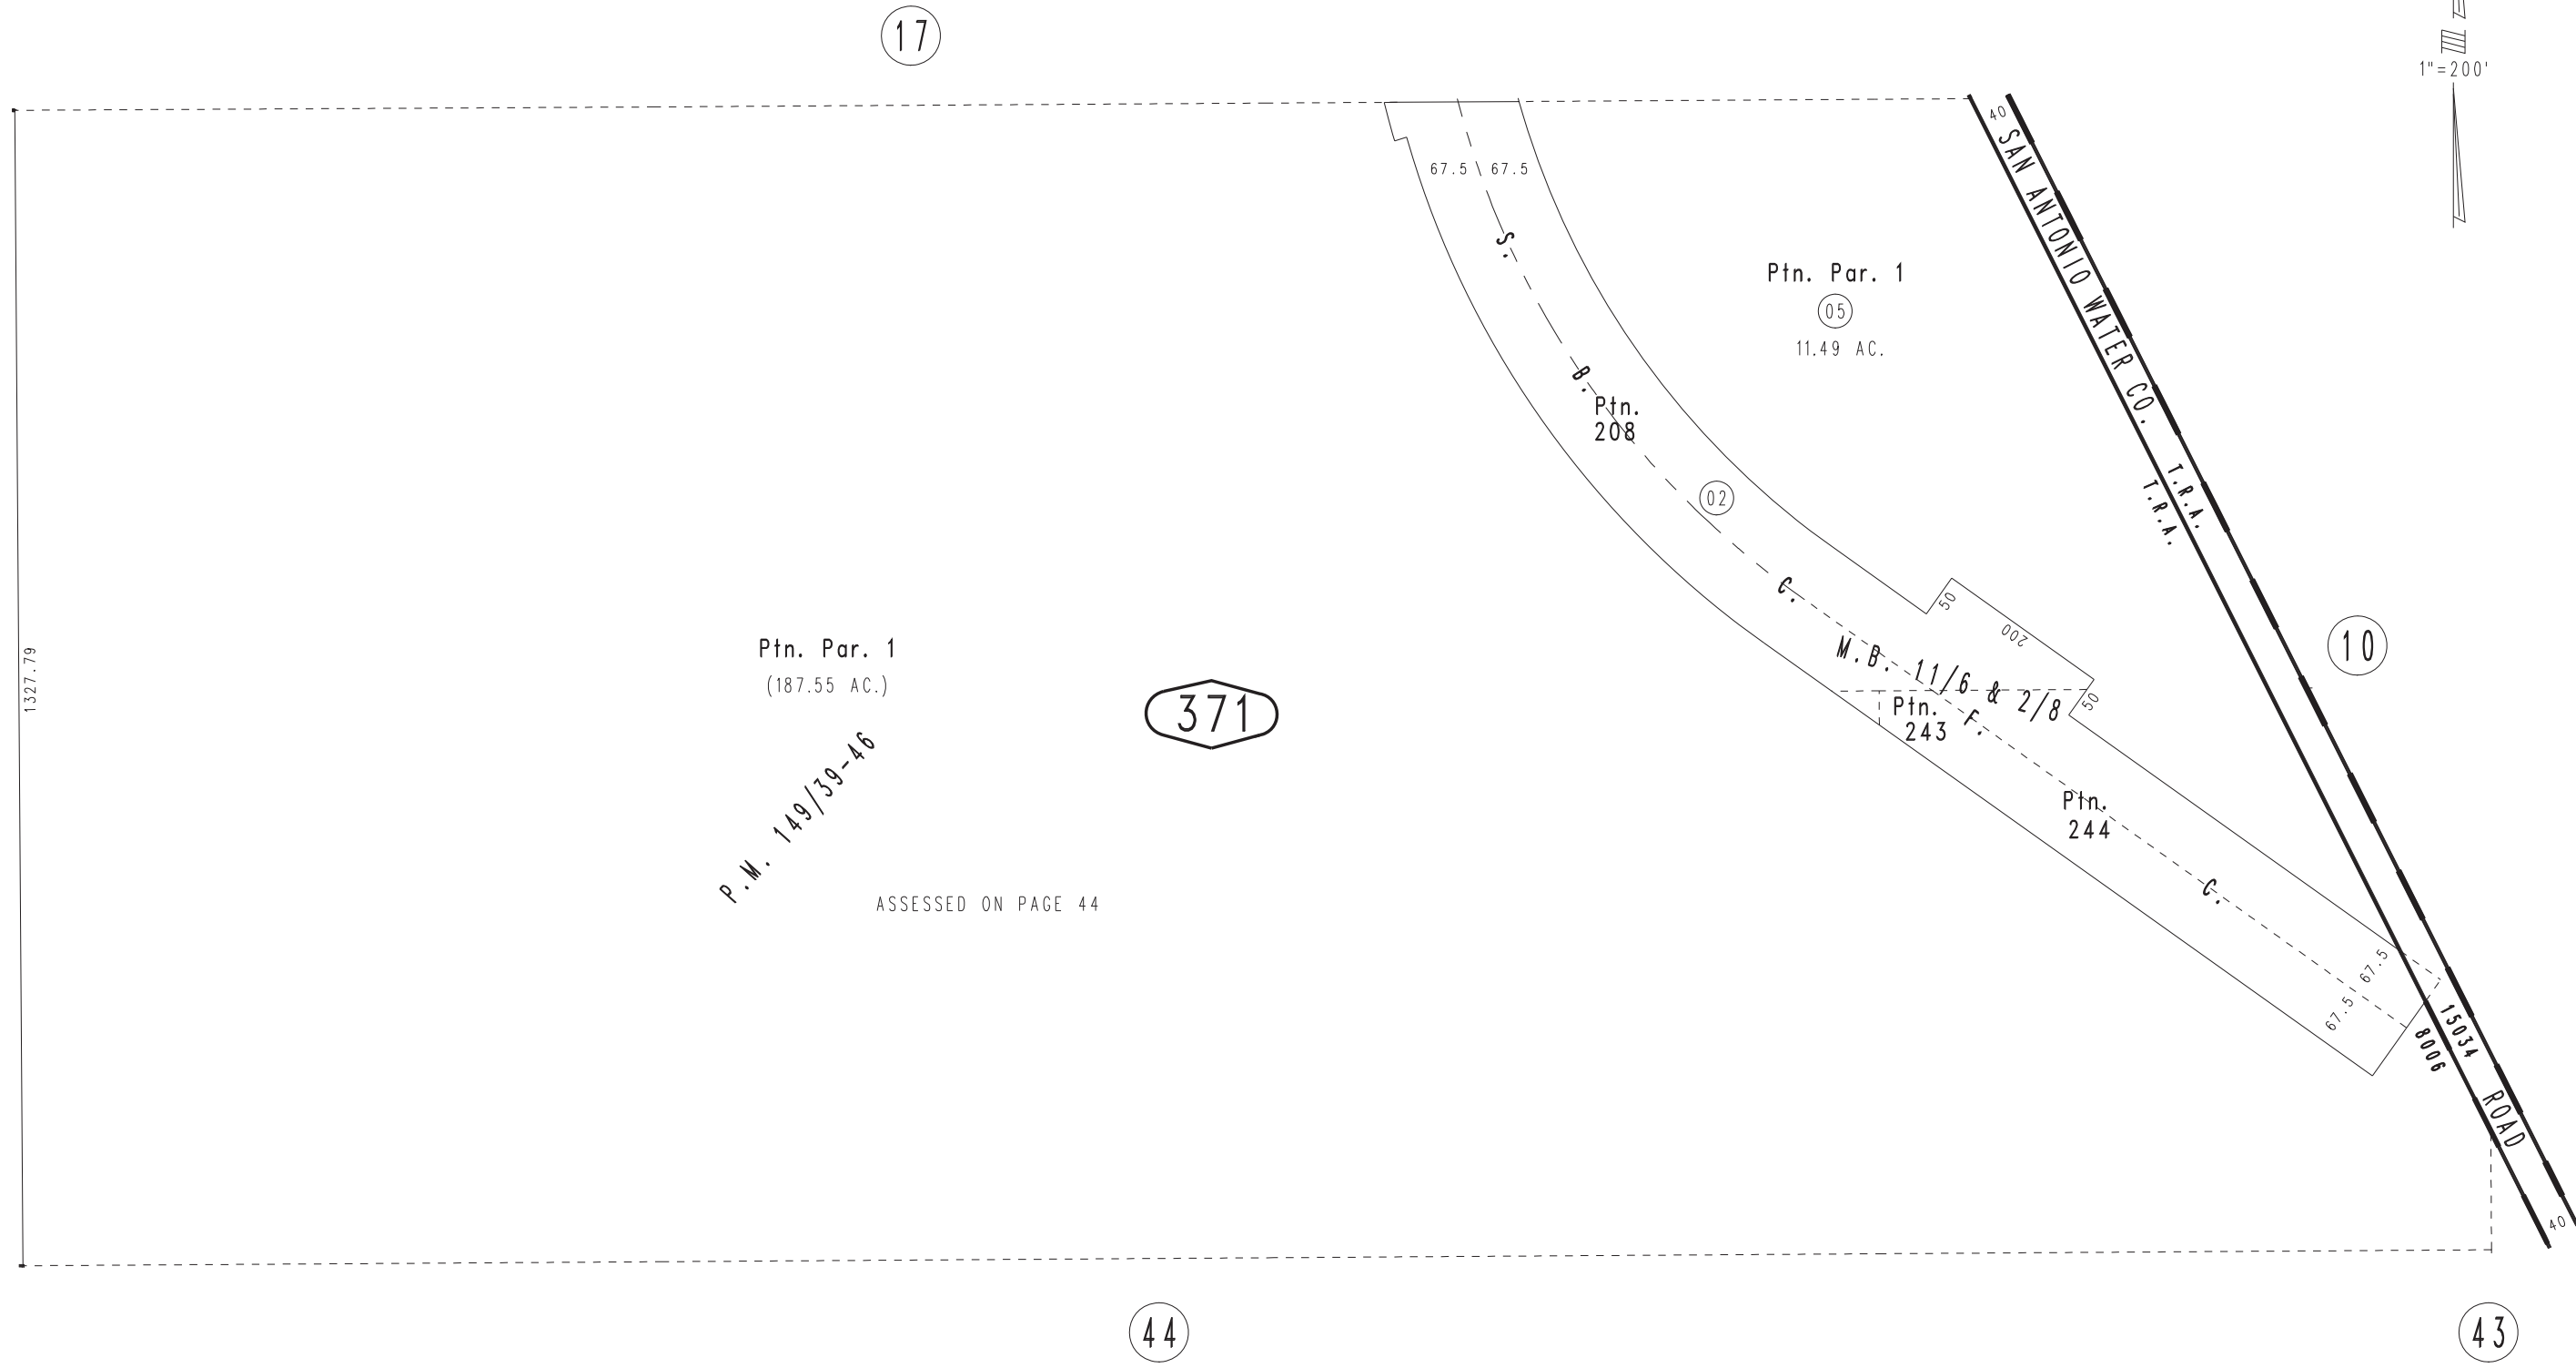 17
1"=200'
40
SAN ANTONIO WATER CO. ROAD
67.5 67.5
S. B. C. F. C.
Ptn. Par. 1
05
11.49 AC.
Ptn.
208
02
T.R.A. 15034
T.R.A. 8006
50
200
50
10
M.B. 11/6 & 2/8
Ptn.
243
Ptn.
244
1327.79
Ptn. Par. 1
(187.55 AC.)
371
P.M. 149/39-46
ASSESSED ON PAGE 44
67.5
67.5
40
44
43